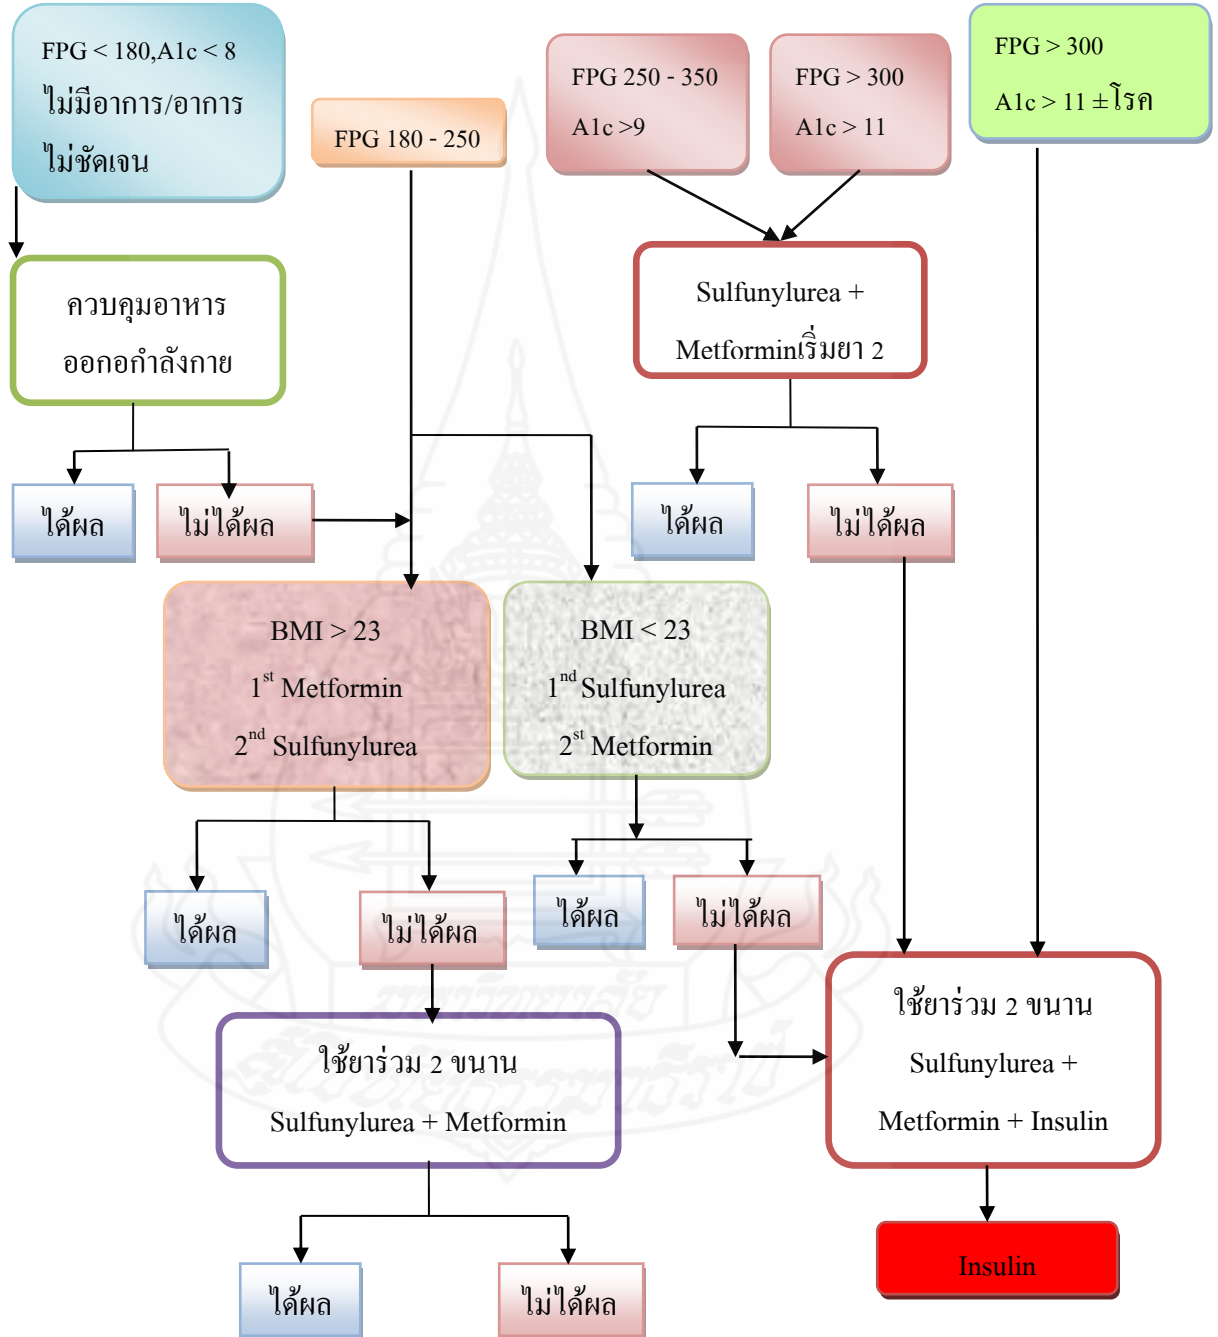 FPG < 180,A1c < 8
ไม่มีอาการ/อาการ
ไม่ชัดเจน
FPG 180 - 250
FPG 250 - 350
A1c >9
FPG > 300
A1c > 11
FPG > 300
A1c > 11 ±โรค
ควบคุมอาหาร
ออกอกำลังกาย
Sulfunylurea +
Metforminเริ่มยา 2
ได้ผล
ไม่ได้ผล
ได้ผล
ไม่ได้ผล
BMI > 23
1st Metformin
2nd Sulfunylurea
BMI < 23
1nd Sulfunylurea
2st Metformin
ได้ผล
ไม่ได้ผล
ได้ผล
ไม่ได้ผล
ใช้ยาร่วม 2 ขนาน
Sulfunylurea + Metformin
ใช้ยาร่วม 2 ขนาน
Sulfunylurea +
Metformin + Insulin
ได้ผล
ไม่ได้ผล
Insulin